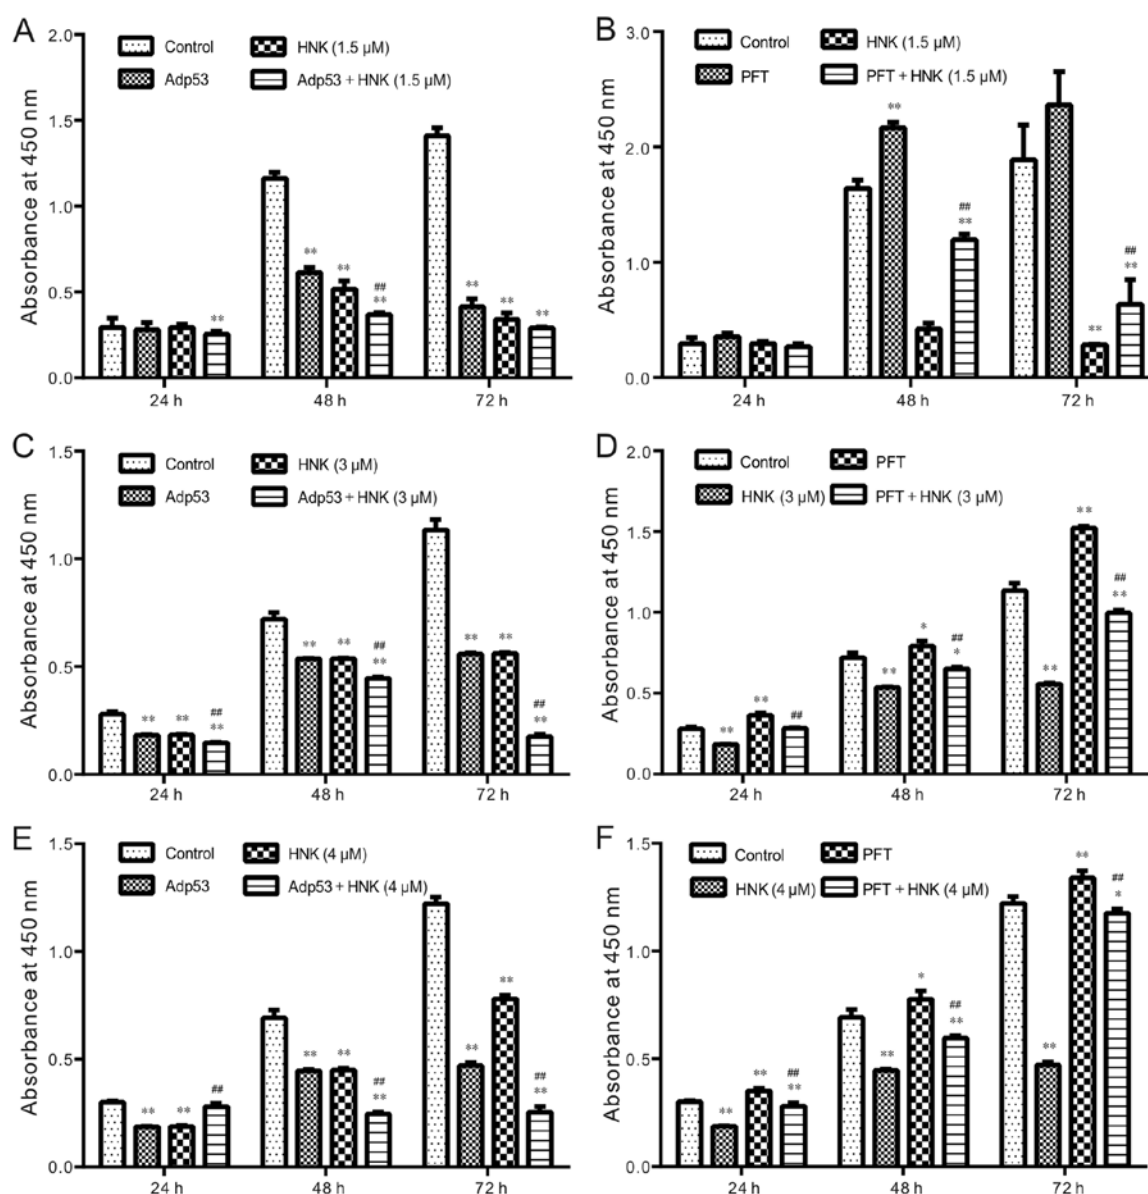 A
Absorbance at 450 nm
2.0
1.5
1.0
0.5
0.0
Control
HNK (1.5 µM)
Adp53
Adp53 + HNK (1.5 µM)
**
**
**
##
**
**
**
**
24 h
48 h
72 h
B
Absorbance at 450 nm
3.0
2.0
1.0
0.0
Control
HNK (1.5 µM)
PFT
PFT + HNK (1.5 µM)
**
##
**
**
##
**
24 h
48 h
72 h
C
Absorbance at 450 nm
1.5
1.0
0.5
0.0
Control
HNK (3 µM)
Adp53
Adp53 + HNK (3 µM)
**
**
##
**
**
**
##
**
**
**
##
**
24 h
48 h
72 h
D
Absorbance at 450 nm
2.0
1.5
1.0
0.5
0.0
Control
PFT
HNK (3 µM)
PFT + HNK (3 µM)
**
**
##
**
*
##
*
**
**
##
**
24 h
48 h
72 h
E
Absorbance at 450 nm
1.5
1.0
0.5
0.0
Control
HNK (4 µM)
Adp53
Adp53 + HNK (4 µM)
**
**
##
**
**
##
**
**
**
##
**
24 h
48 h
72 h
F
Absorbance at 450 nm
1.5
1.0
0.5
0.0
Control
PFT
HNK (4 µM)
PFT + HNK (4 µM)
**
**
##
**
**
*
##
**
**
**
##
*
24 h
48 h
72 h